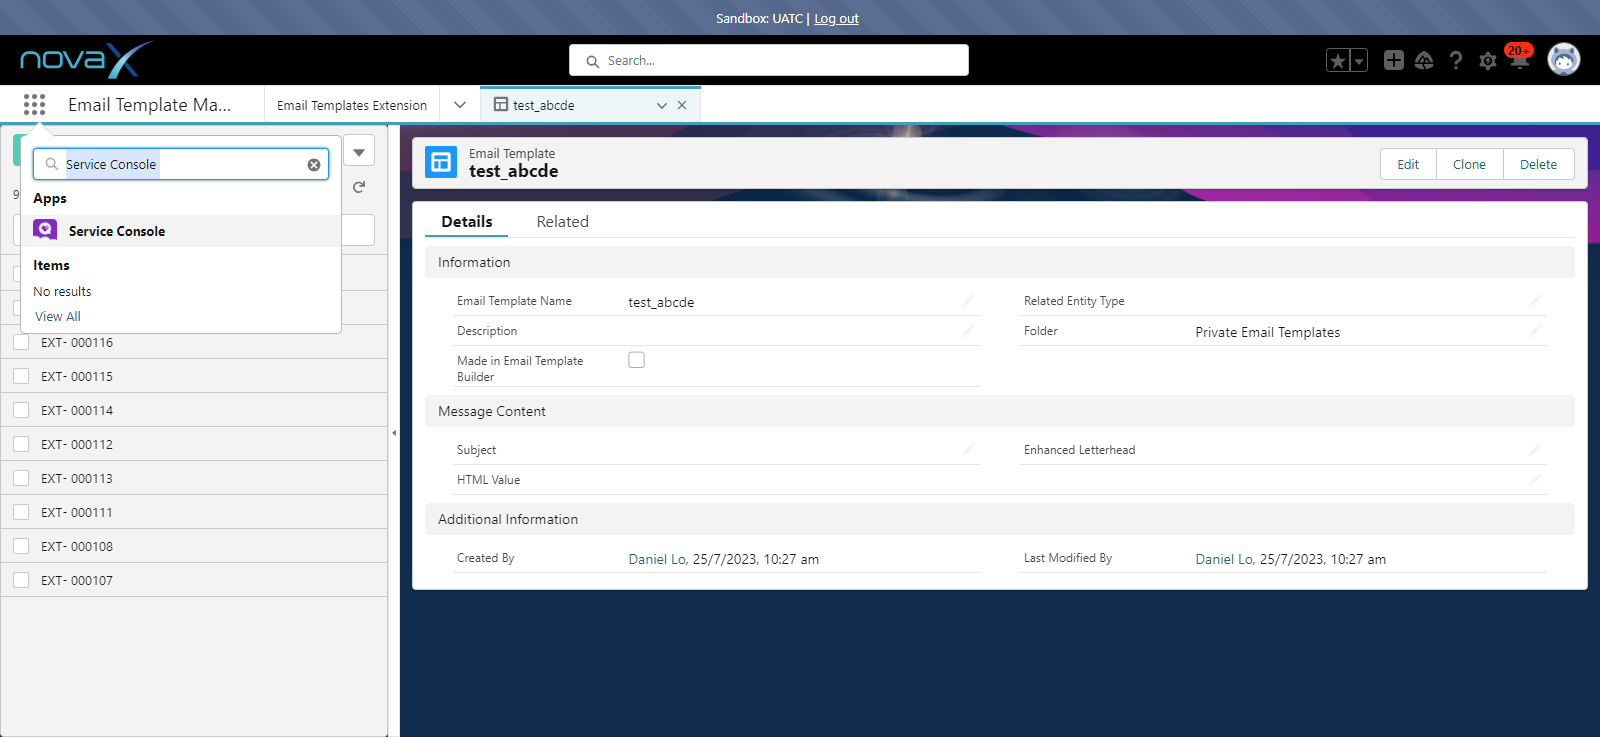 Sandbox: UATC | Log out
novaX
Search...
20+
Email Template Ma...
Email Templates Extension
test_abcde
Service Console
9
Apps
Service Console
Items
No results
View All
EXT- 000116
EXT- 000115
EXT- 000114
EXT- 000112
EXT- 000113
EXT- 000111
EXT- 000108
EXT- 000107
Email Template
test_abcde
Edit
Clone
Delete
Details
Related
Information
Email Template Name
test_abcde
Related Entity Type
Description
Folder
Private Email Templates
Made in Email Template
Builder
Message Content
Subject
Enhanced Letterhead
HTML Value
Additional Information
Created By
Daniel Lo, 25/7/2023, 10:27 am
Last Modified By
Daniel Lo, 25/7/2023, 10:27 am